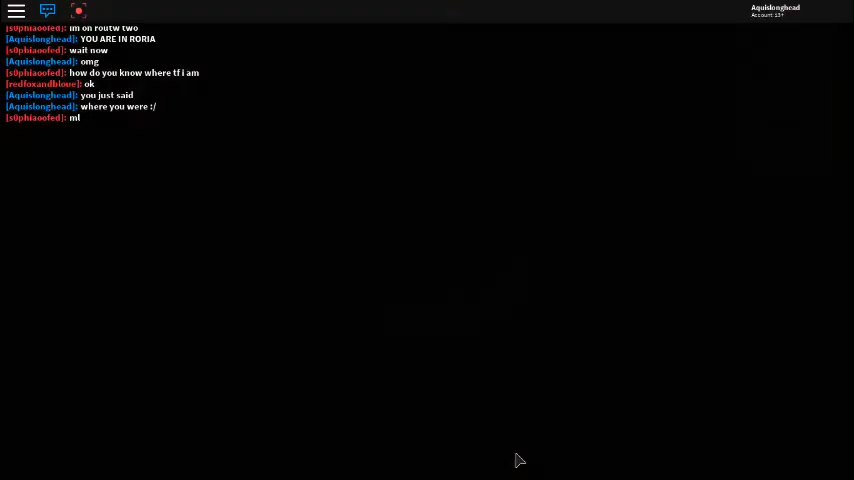 Aquislonghead
Account: 13+
[s0phiaoofed]: im on routw two
[Aquislonghead]: YOU ARE IN RORIA
[s0phiaoofed]: wait now
[Aquislonghead]: omg
[s0phiaoofed]: how do you know where tf i am
[redfoxandbloue]: ok
[Aquislonghead]: you just said
[Aquislonghead]: where you were :/
[s0phiaoofed]: ml